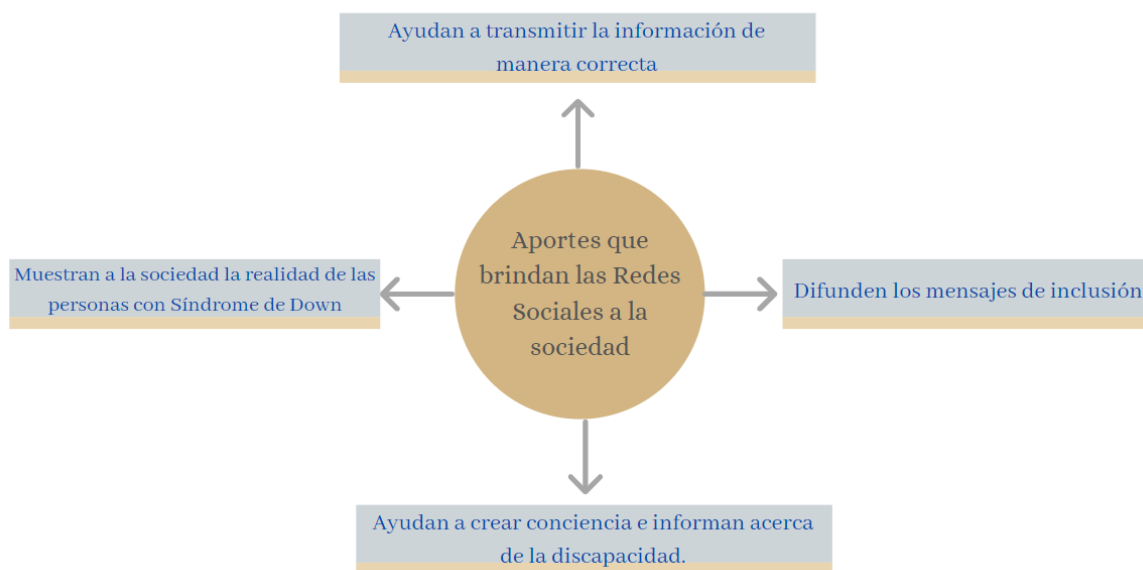 Ayudan a transmitir la información de
manera correcta
Aportes que
brindan las Redes
Sociales a la
sociedad
Muestran a la sociedad la realidad de las
personas con Síndrome de Down
Difunden los mensajes de inclusión
Ayudan a crear conciencia e informan acerca
de la discapacidad.